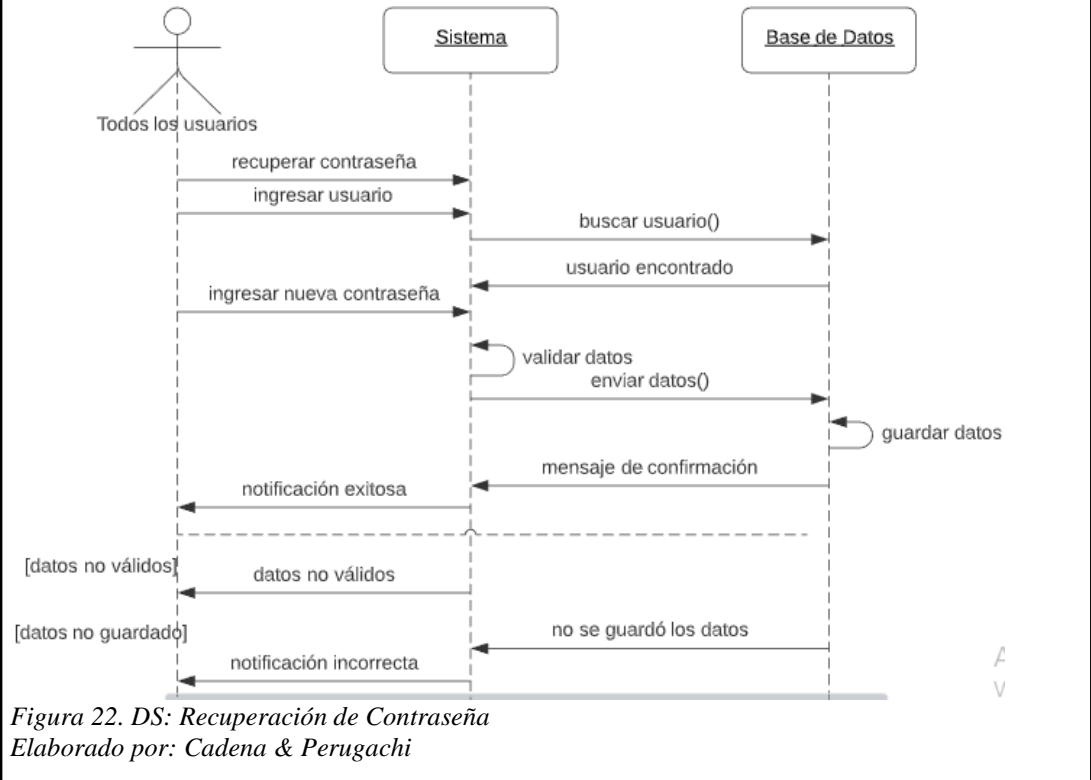 Sistema
Base de Datos
Todos los usuarios
recuperar contraseña
ingresar usuario
buscar usuario()
usuario encontrado
ingresar nueva contraseña
validar datos
enviar datos()
guardar datos
mensaje de confirmación
notificación exitosa
[datos no válidos]
datos no válidos
[datos no guardado]
no se guardó los datos
notificación incorrecta
Figura 22. DS: Recuperación de Contraseña
Elaborado por: Cadena & Perugachi